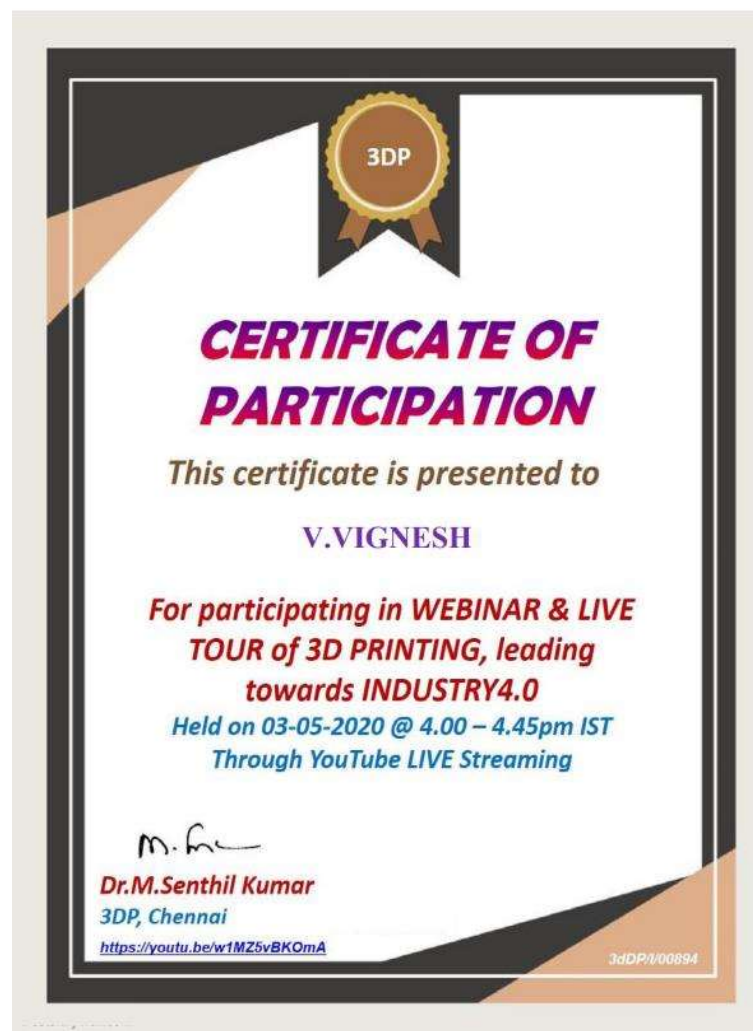 3DP
CERTIFICATE OF
PARTICIPATION
This certificate is presented to
V.VIGNESH
For participating in WEBINAR & LIVE
TOUR of 3D PRINTING, leading
towards INDUSTRY4.0
Held on 03-05-2020 @ 4.00 – 4.45pm IST
Through YouTube LIVE Streaming
Dr.M.Senthil Kumar
3DP, Chennai
https://youtu.be/w1MZ5vBKOmA
3dDP/I/00894